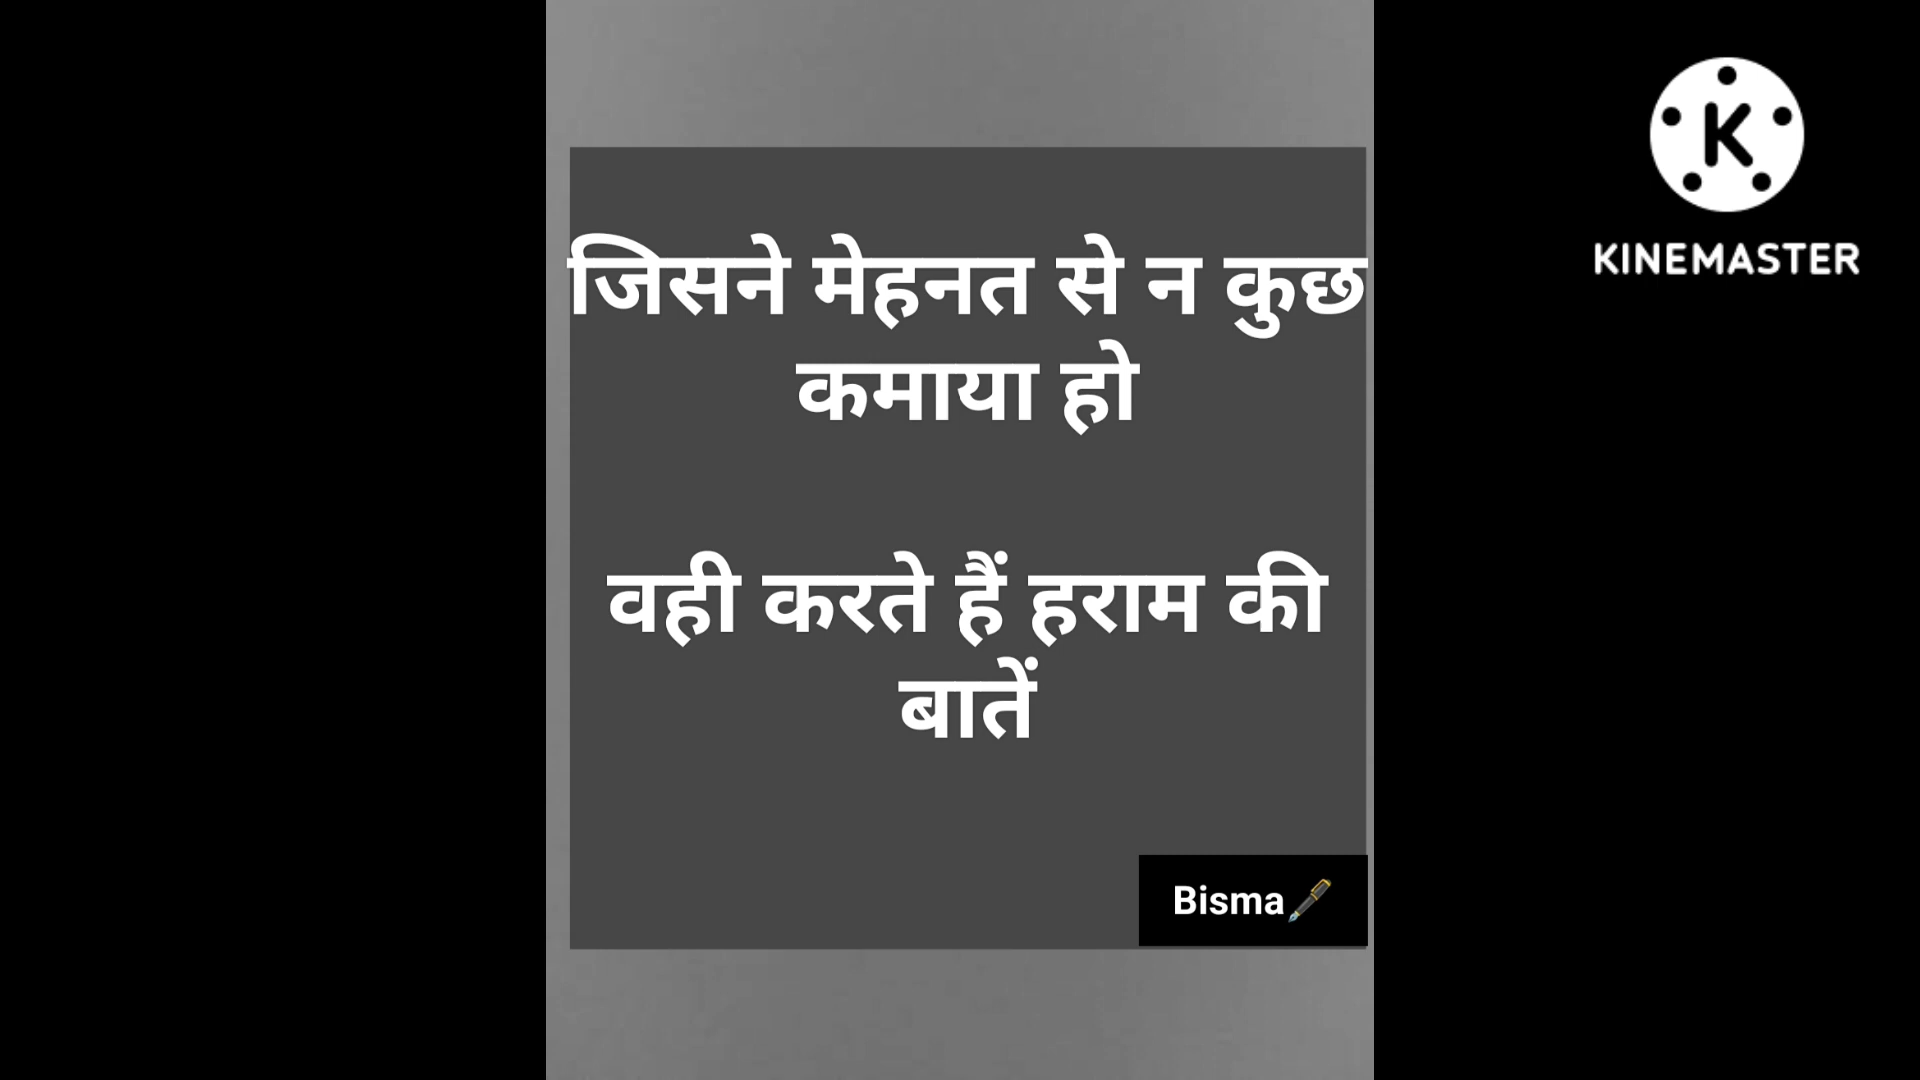 जिसने मेहनत से न कुछ
कमाया हो
वही करते हैं हराम की
बातें
Bisma🖋️
K
KINEMASTER